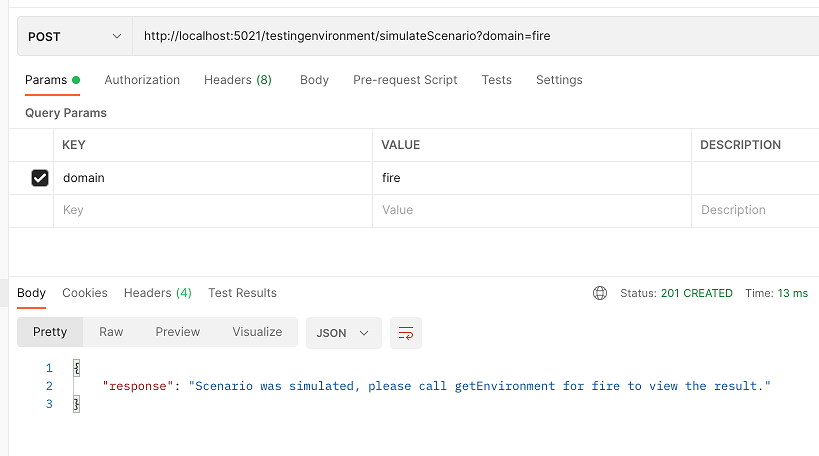 POST http://localhost:5021/testingenvironment/simulateScenario?domain=fire
Params Authorization Headers (8) Body Pre-request Script Tests Settings
Query Params
KEY VALUE DESCRIPTION
domain fire
Key Value Description
Body Cookies Headers (4) Test Results Status: 201 CREATED Time: 13 ms
Pretty Raw Preview Visualize JSON
1 {
2 "response": "Scenario was simulated, please call getEnvironment for fire to view the result."
3 }